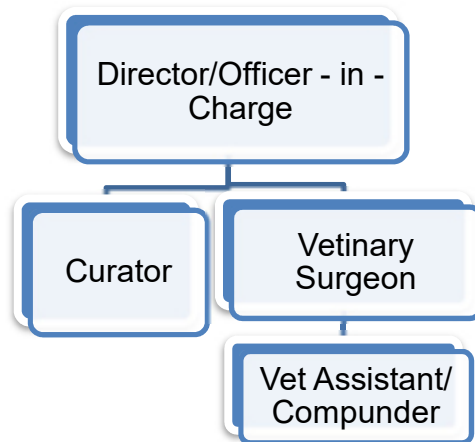 Director/Officer - in -
Charge
Curator
Vetinary
Surgeon
Vet Assistant/
Compunder